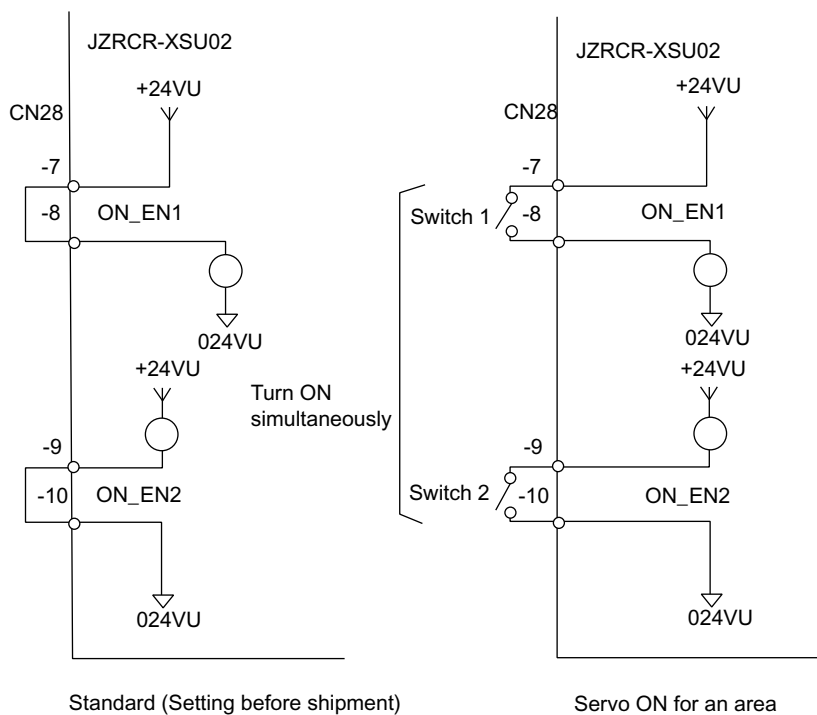 JZRCR-XSU02
+24VU
CN28
-7
-8
ON_EN1
024VU
+24VU
-9
-10
ON_EN2
024VU
Standard (Setting before shipment)
Turn ON
simultaneously
JZRCR-XSU02
+24VU
CN28
-7
Switch 1
-8
ON_EN1
024VU
+24VU
-9
Switch 2
-10
ON_EN2
024VU
Servo ON for an area